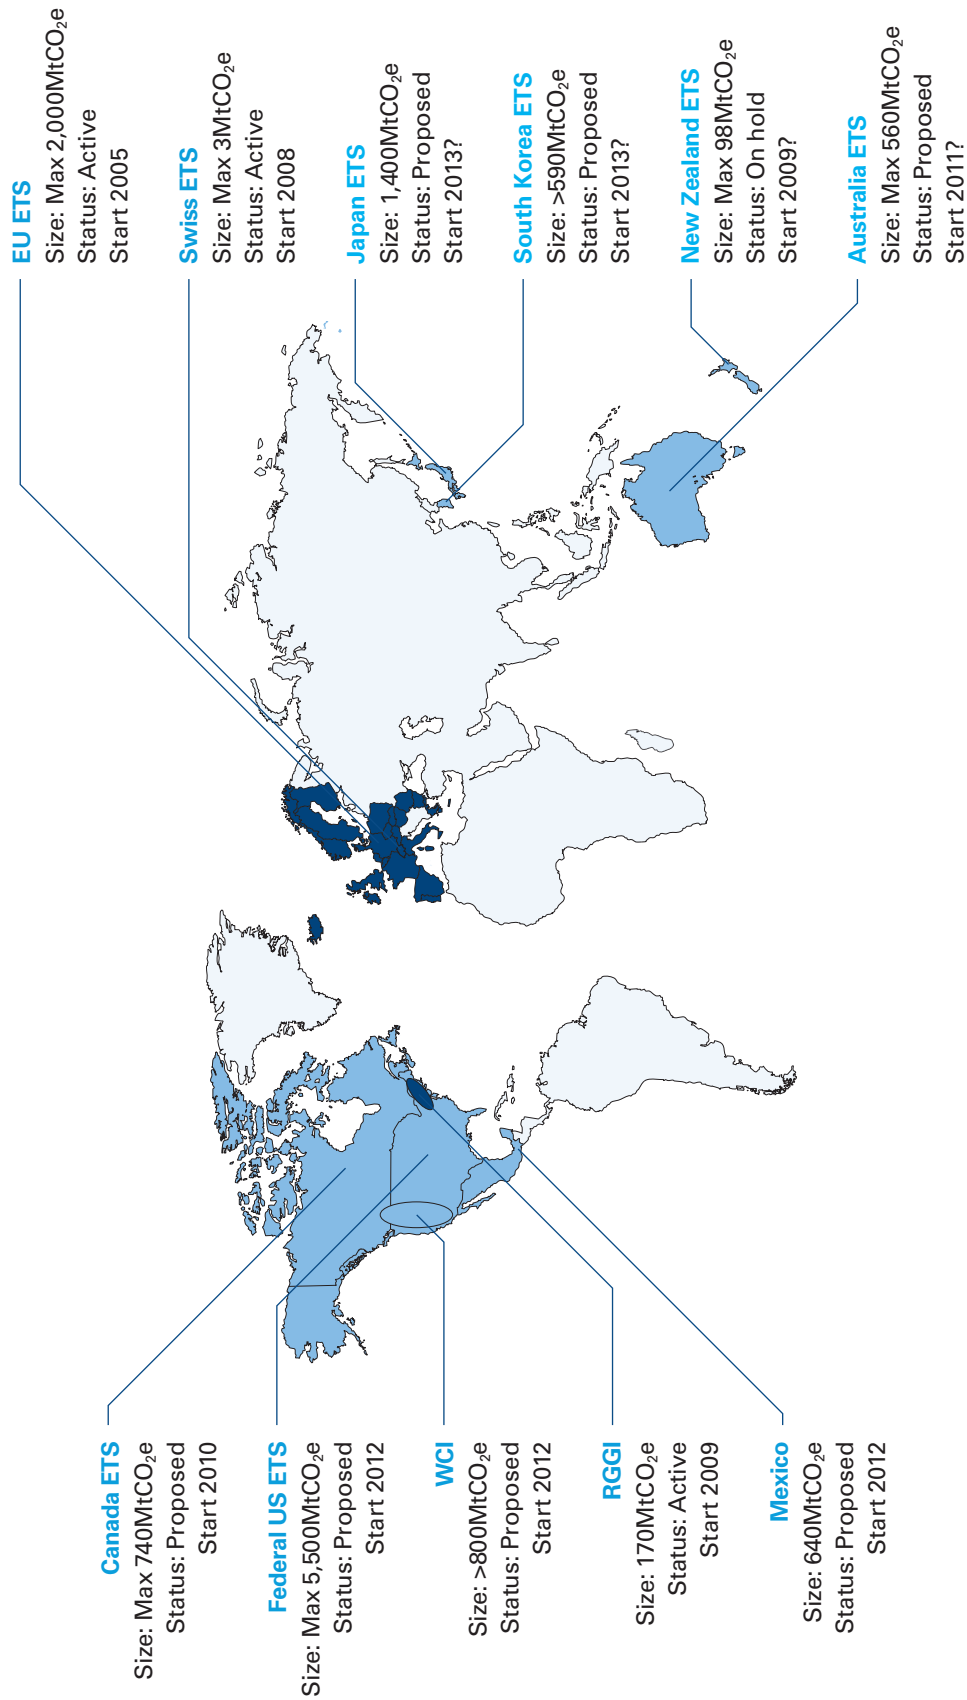 Canada ETS
Size: Max 740MtCO₂e
Status: Proposed
Start 2010
Federal US ETS
Size: Max 5,500MtCO₂e
Status: Proposed
Start 2012
WCI
Size: >800MtCO₂e
Status: Proposed
Start 2012
RGGI
Size: 170MtCO₂e
Status: Active
Start 2009
Mexico
Size: 640MtCO₂e
Status: Proposed
Start 2012
EU ETS
Size: Max 2,000MtCO₂e
Status: Active
Start 2005
Swiss ETS
Size: Max 3MtCO₂e
Status: Active
Start 2008
Japan ETS
Size: 1,400MtCO₂e
Status: Proposed
Start 2013?
South Korea ETS
Size: >590MtCO₂e
Status: Proposed
Start 2013?
New Zealand ETS
Size: Max 98MtCO₂e
Status: On hold
Start 2009?
Australia ETS
Size: Max 560MtCO₂e
Status: Proposed
Start 2011?